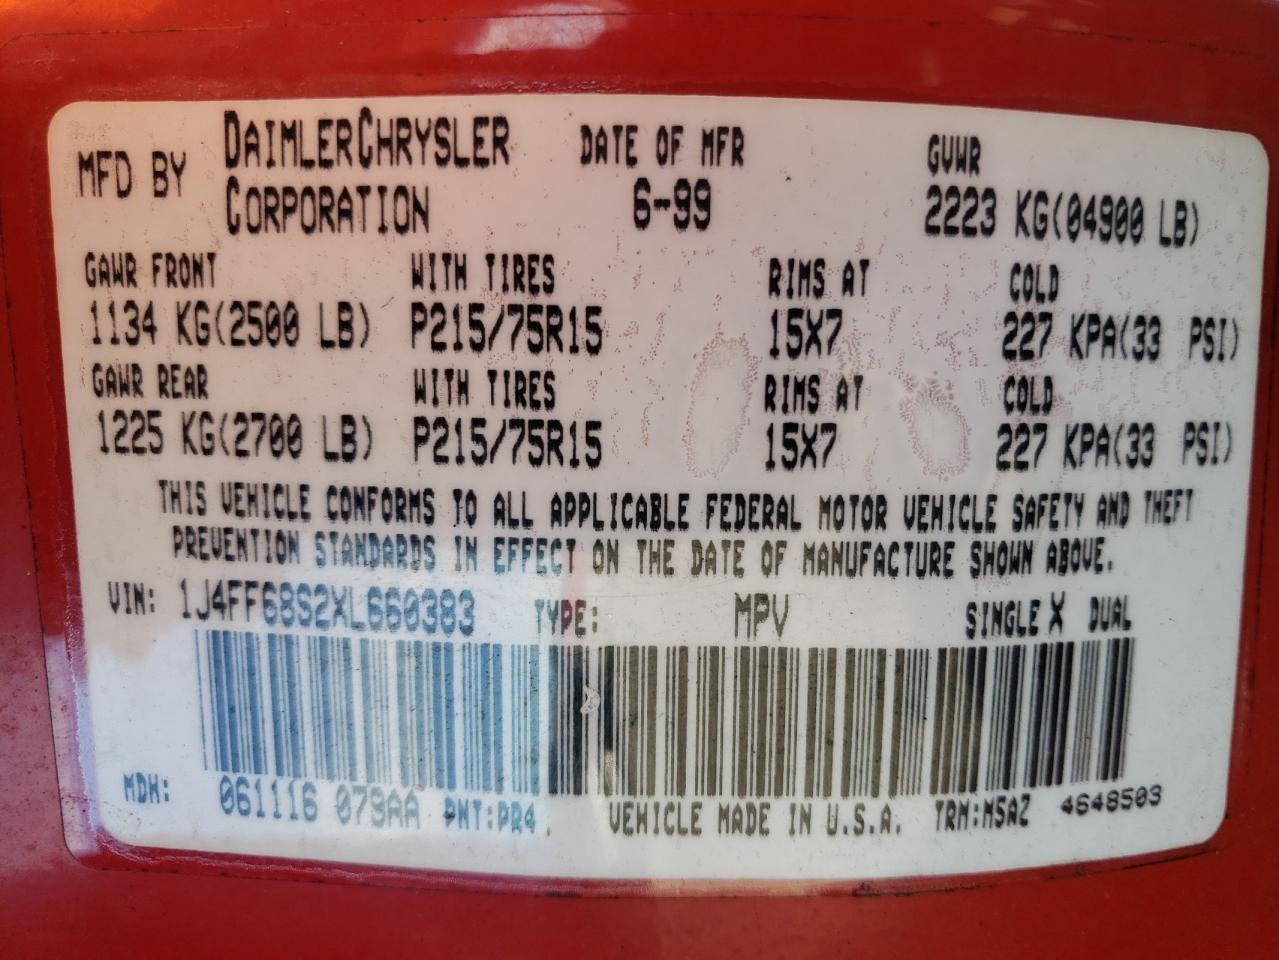 MFD BY DAIMLERCHRYSLER CORPORATION DATE OF MFR 6-99 GVWR 2223 KG(04900 LB)
GAWR FRONT WITH TIRES RIMS AT COLD
1134 KG(2500 LB) P215/75R15 15X7 227 KPA(33 PSI)
GAWR REAR WITH TIRES RIMS AT COLD
1225 KG(2700 LB) P215/75R15 15X7 227 KPA(33 PSI)
THIS VEHICLE CONFORMS TO ALL APPLICABLE FEDERAL MOTOR VEHICLE SAFETY AND THEFT
PREVENTION STANDARDS IN EFFECT ON THE DATE OF MANUFACTURE SHOWN ABOVE.
VIN: 1J4FF68S2XL660383 TYPE: MPV SINGLE X DUAL
MDH: 061116 079AA PNT:PR4. VEHICLE MADE IN U.S.A. TRM:M5AZ 4648503